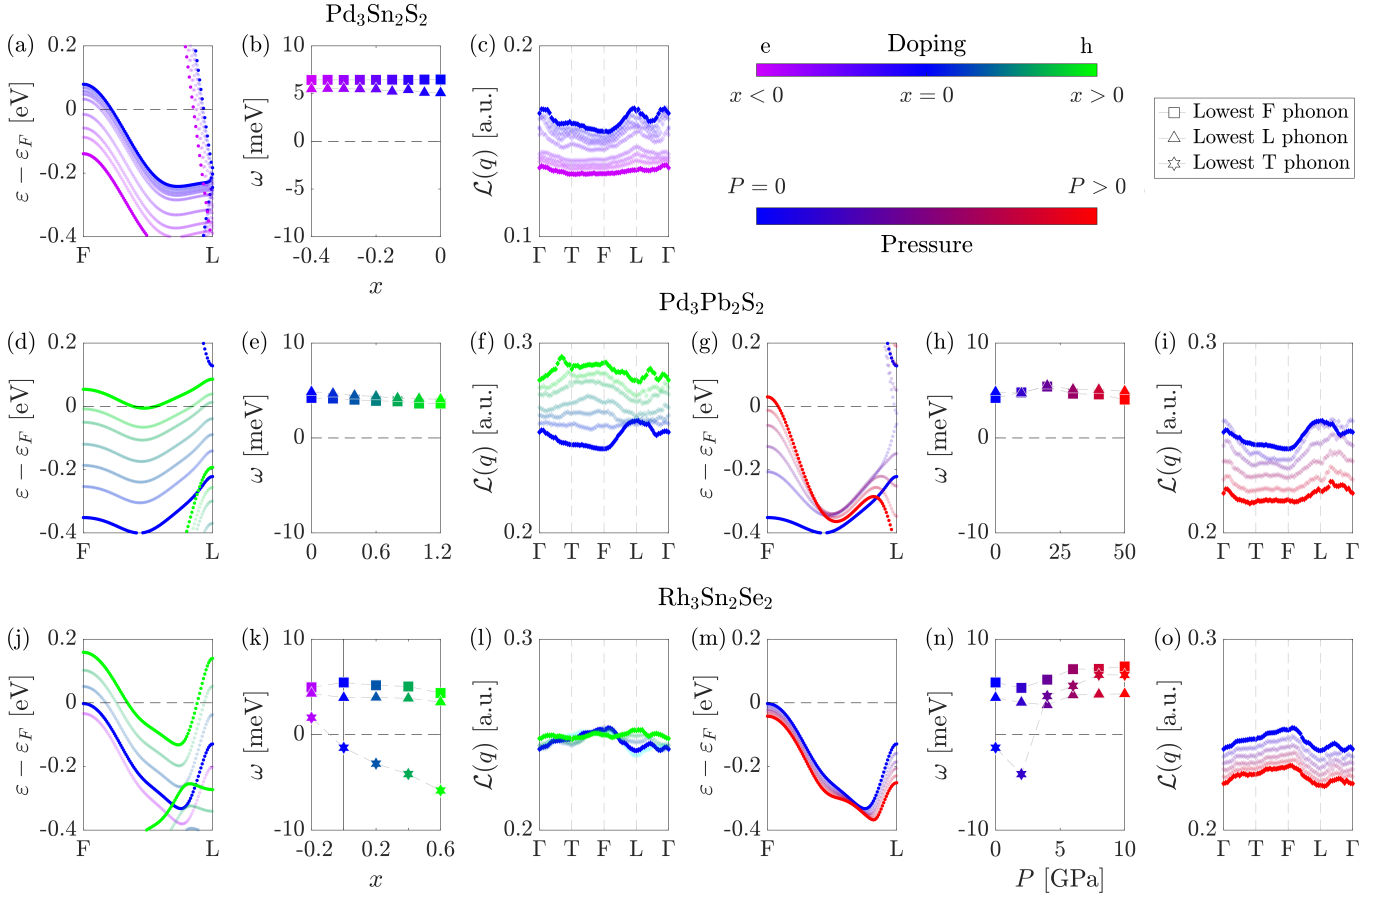 Pd₃Sn₂S₂
(a)
0.2
0
-0.2
-0.4
ε − ε_F [eV]
F
L
(b)
10
5
0
-5
-10
ω [meV]
-0.4
-0.2
0
x
(c)
0.2
0.1
ℒ(q) [a.u.]
Γ T F L Γ
e
Doping
h
x < 0
x = 0
x > 0
P = 0
P > 0
Pressure
Lowest F phonon
Lowest L phonon
Lowest T phonon
Pd₃Pb₂S₂
(d)
0.2
0
-0.2
-0.4
ε − ε_F [eV]
F
L
(e)
10
0
-10
ω [meV]
0
0.6
1.2
(f)
0.3
0.2
ℒ(q) [a.u.]
Γ T F L Γ
(g)
0.2
0
-0.2
-0.4
ε − ε_F [eV]
F
L
(h)
10
0
-10
ω [meV]
0
25
50
(i)
0.3
0.2
ℒ(q) [a.u.]
Γ T F L Γ
Rh₃Sn₂Se₂
(j)
0.2
0
-0.2
-0.4
ε − ε_F [eV]
F
L
(k)
10
0
-10
ω [meV]
-0.2
0.2
0.6
x
(l)
0.3
0.2
ℒ(q) [a.u.]
Γ T F L Γ
(m)
0.2
0
-0.2
-0.4
ε − ε_F [eV]
F
L
(n)
10
0
-10
ω [meV]
0
5
10
P [GPa]
(o)
0.3
0.2
ℒ(q) [a.u.]
Γ T F L Γ